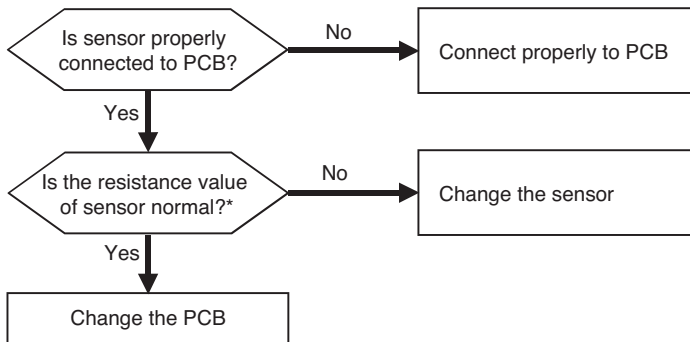 Is sensor properly
connected to PCB?
No
Connect properly to PCB
Yes
Is the resistance value
of sensor normal?*
No
Change the sensor
Yes
Change the PCB